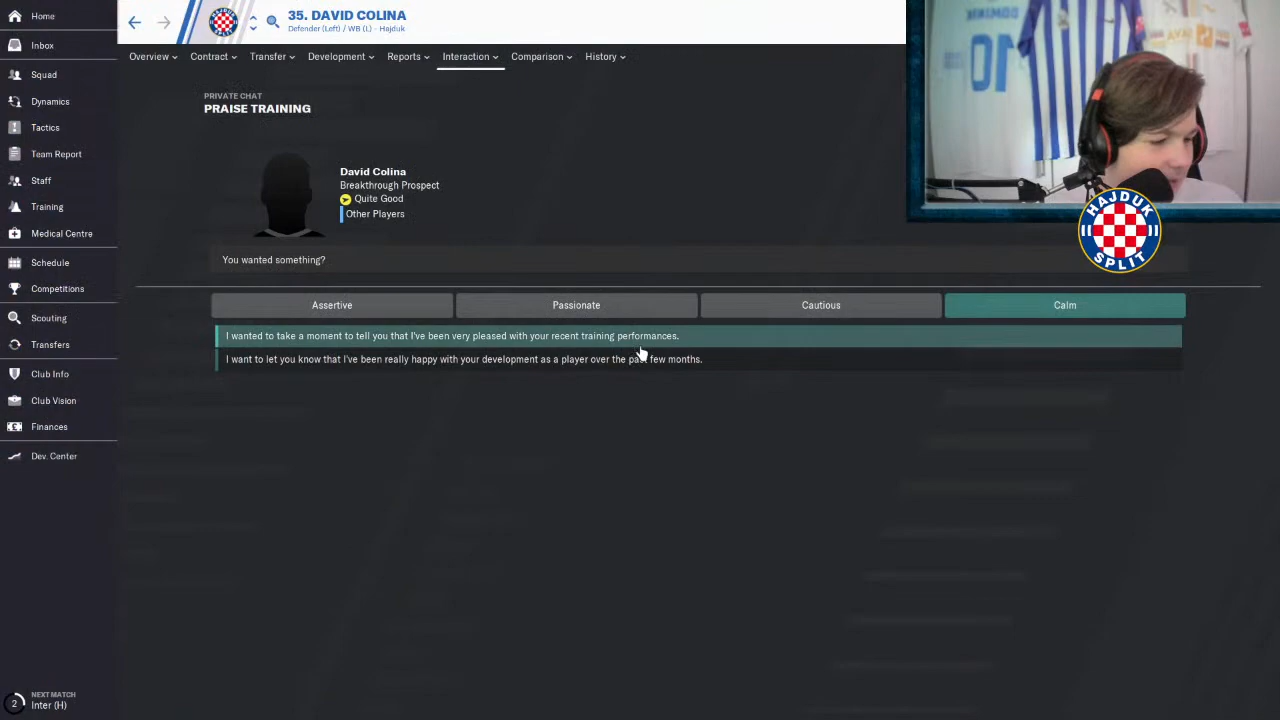 Home
Inbox
Squad
Dynamics
Tactics
Team Report
Staff
Training
Medical Centre
Schedule
Competitions
Scouting
Transfers
Club Info
Club Vision
Finances
Dev. Center
2
NEXT MATCH
Inter (H)
35. DAVID COLINA
Defender (Left) / WB (L) - Hajduk
Overview
Contract
Transfer
Development
Reports
Interaction
Comparison
History
PRIVATE CHAT
PRAISE TRAINING
David Colina
Breakthrough Prospect
Quite Good
Other Players
You wanted something?
Assertive
Passionate
Cautious
Calm
I wanted to take a moment to tell you that I've been very pleased with your recent training performances.
I want to let you know that I've been really happy with your development as a player over the past few months.
DOMINIK
10
HAJDUK
SPLIT